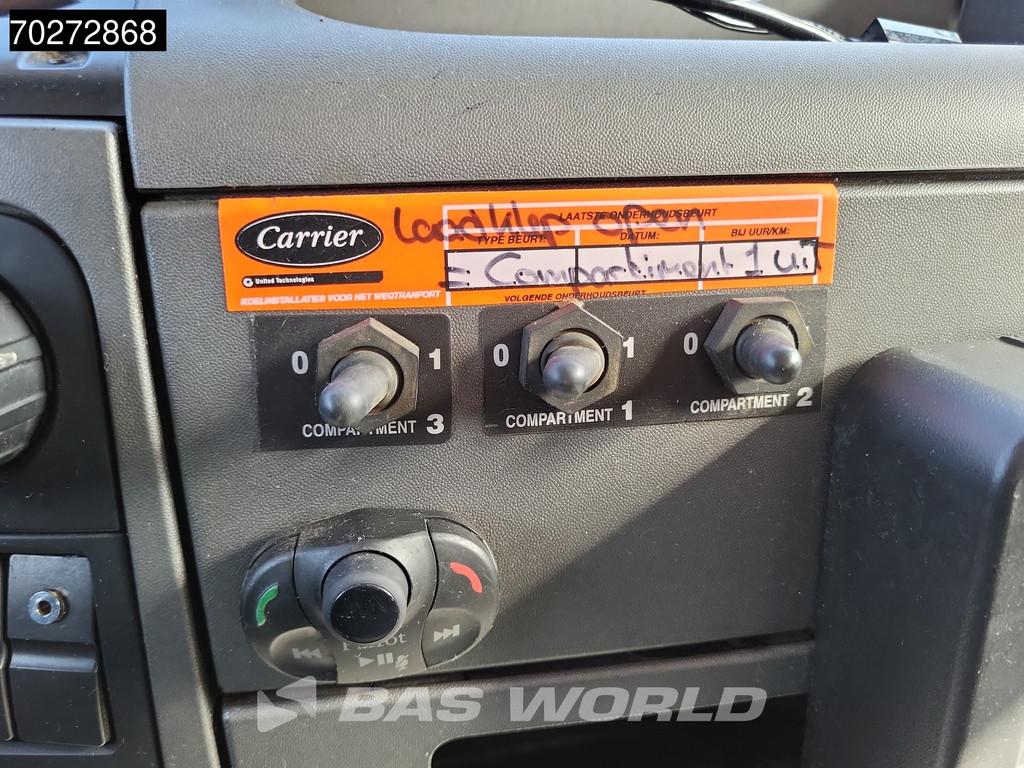 70272868
Carrier
United Technologies
KOELINSTALLATIES VOOR HET WEGTRANSPORT
Laadklep open
LAATSTE ONDERHOUDSBEURT
TYPE BEURT: DATUM: BIJ UUR/KM:
= Compartiment 1 uit
VOLGENDE ONDERHOUDSBEURT
0 1 0 1 0
COMPARTMENT 3 COMPARTMENT 1 COMPARTMENT 2
Parrot
BAS WORLD